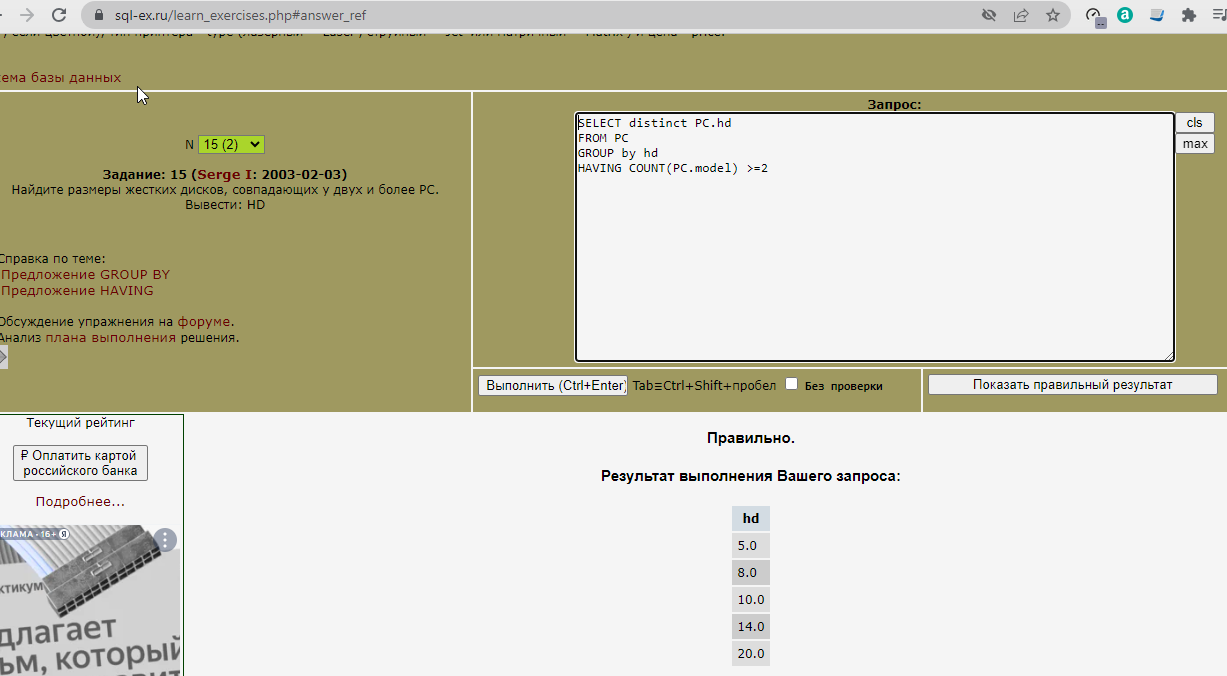 sql-ex.ru/learn_exercises.php#answer_ref
ема базы данных
N 15 (2)
Задание: 15 (Serge I: 2003-02-03)
Найдите размеры жестких дисков, совпадающих у двух и более PC.
Вывести: HD
Справка по теме:
Предложение GROUP BY
Предложение HAVING
Обсуждение упражнения на форуме.
Анализ плана выполнения решения.
Запрос:
SELECT distinct PC.hd
FROM PC
GROUP by hd
HAVING COUNT(PC.model) >=2
cls
max
Выполнить (Ctrl+Enter) Tab≡Ctrl+Shift+пробел Без проверки
Показать правильный результат
Текущий рейтинг
₽ Оплатить картой
российского банка
Подробнее...
КЛАМА • 16+ Я
ктикум
длагает
ьм, который
Правильно.
Результат выполнения Вашего запроса:
hd
5.0
8.0
10.0
14.0
20.0